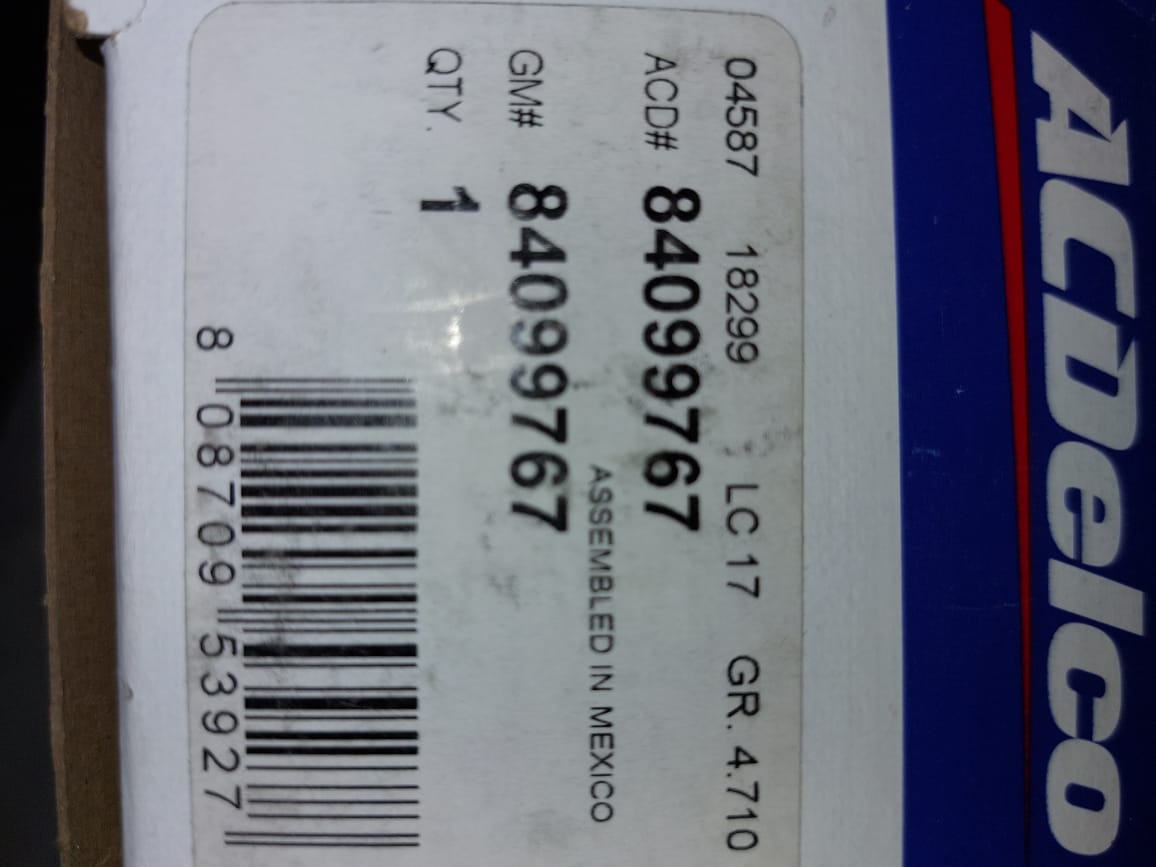 ACDelco
04587 18299 LC 17 GR. 4.710
ACD# 84099767
ASSEMBLED IN MEXICO
GM# 84099767
QTY. 1
8 08709 53927